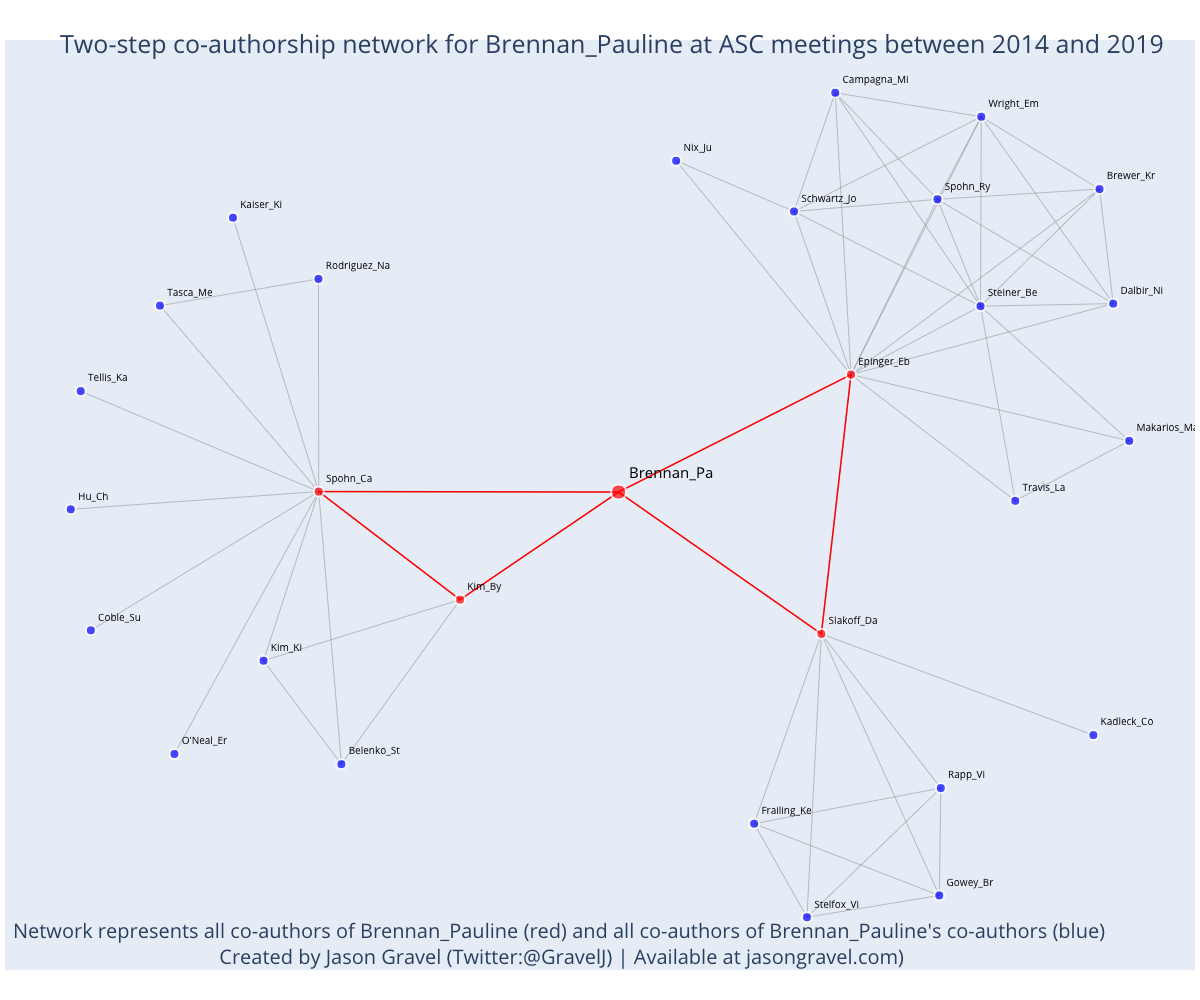 Two-step co-authorship network for Brennan_Pauline at ASC meetings between 2014 and 2019
Campagna_Mi
Wright_Em
Nix_Ju
Brewer_Kr
Spohn_Ry
Schwartz_Jo
Kaiser_Ki
Rodriguez_Na
Tasca_Me
Steiner_Be
Dalbir_Ni
Epinger_Eb
Tellis_Ka
Makarios_Ma
Brennan_Pa
Spohn_Ca
Hu_Ch
Travis_La
Kim_By
Coble_Su
Slakoff_Da
Kim_Ki
Kadleck_Co
O'Neal_Er
Belenko_St
Rapp_Vi
Frailing_Ke
Gowey_Br
Stelfox_Vi
Network represents all co-authors of Brennan_Pauline (red) and all co-authors of Brennan_Pauline's co-authors (blue)
Created by Jason Gravel (Twitter:@GravelJ) | Available at jasongravel.com)